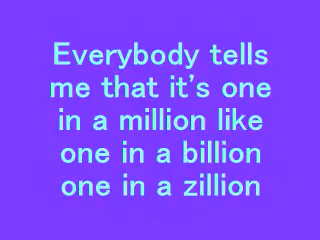 Everybody tells
me that it's one
in a million like
one in a billion
one in a zillion